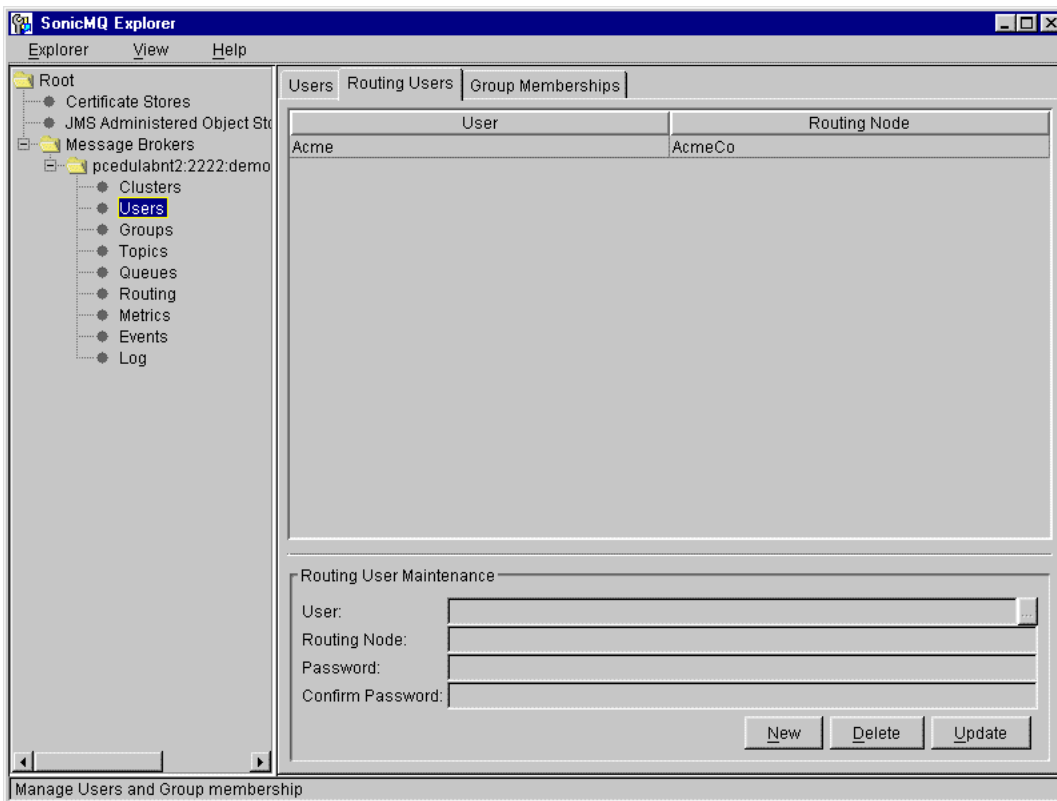 SonicMQ Explorer
Explorer View Help
Root
Certificate Stores
JMS Administered Object Sto
Message Brokers
pcedulabnt2:2222:demo
Clusters
Users
Groups
Topics
Queues
Routing
Metrics
Events
Log
Users Routing Users Group Memberships
User Routing Node
Acme AcmeCo
Routing User Maintenance
User: ...
Routing Node:
Password:
Confirm Password:
New Delete Update
Manage Users and Group membership